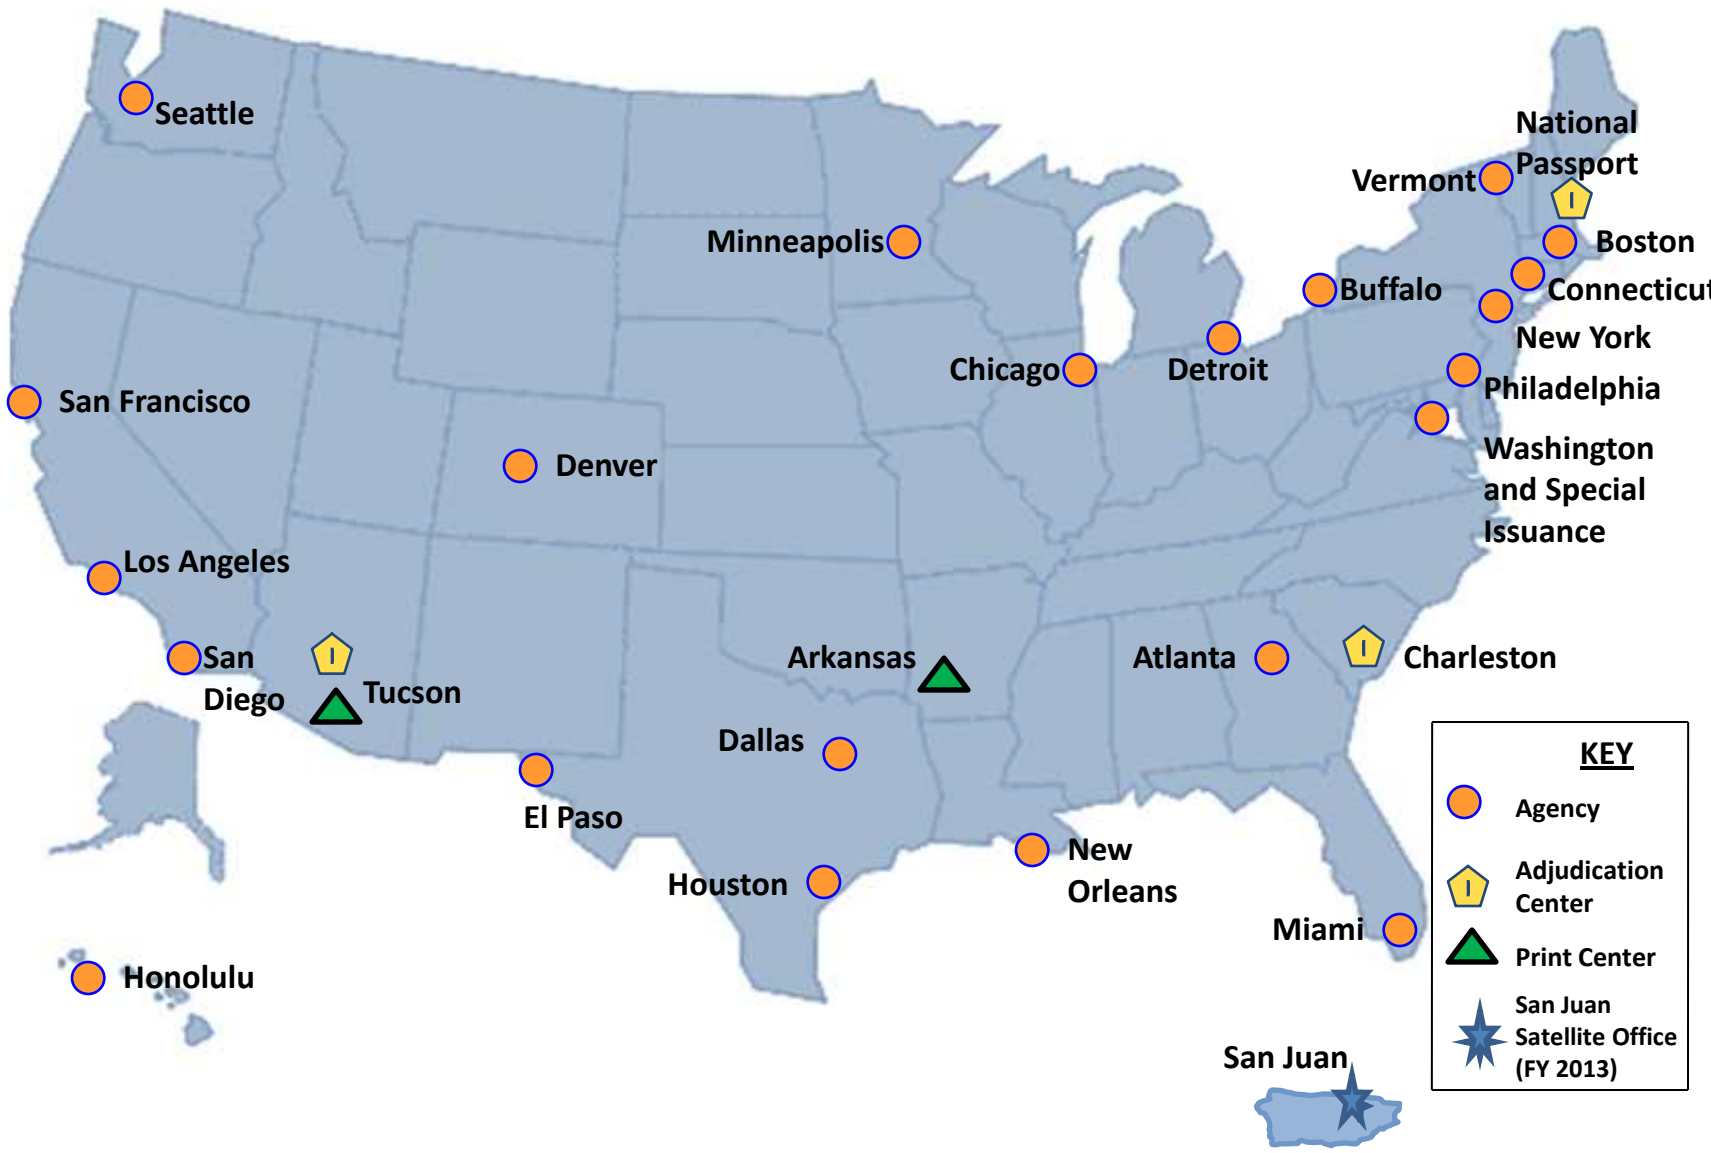 Seattle
National
Passport
Vermont
Minneapolis
Boston
Buffalo
Connecticut
New York
Chicago
Detroit
Philadelphia
San Francisco
Denver
Washington
and Special
Issuance
Los Angeles
San
Diego
Tucson
Arkansas
Atlanta
Charleston
Dallas
El Paso
Houston
New
Orleans
Miami
Honolulu
San Juan
KEY
Agency
I
Adjudication
Center
Print Center
San Juan
Satellite Office
(FY 2013)
I
I
I